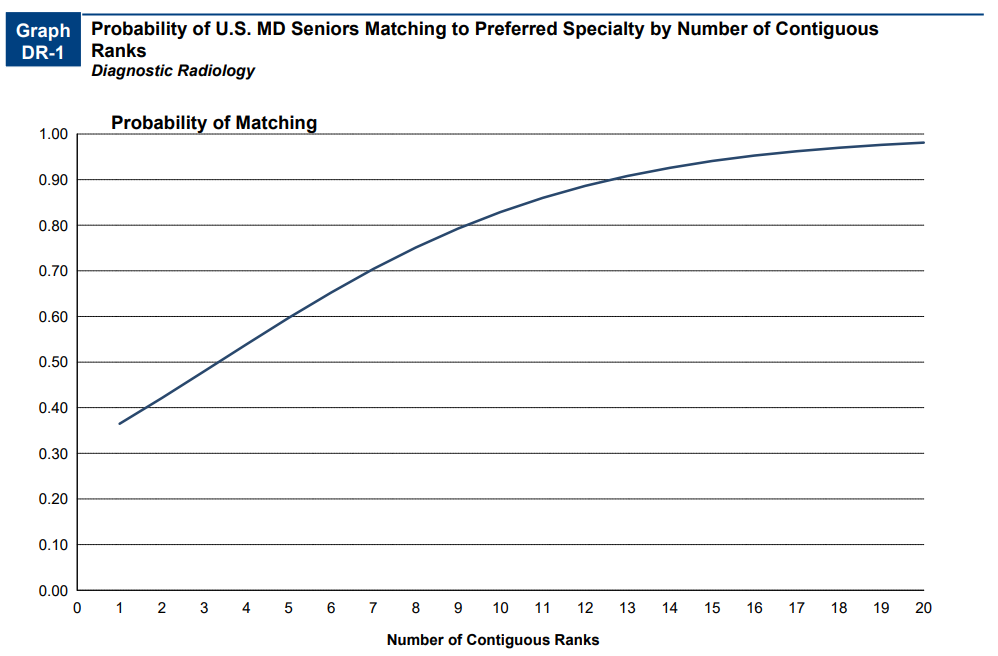 Graph
DR-1
Probability of U.S. MD Seniors Matching to Preferred Specialty by Number of Contiguous
Ranks
Diagnostic Radiology
Probability of Matching
1.00
0.90
0.80
0.70
0.60
0.50
0.40
0.30
0.20
0.10
0.00
0 1 2 3 4 5 6 7 8 9 10 11 12 13 14 15 16 17 18 19 20
Number of Contiguous Ranks